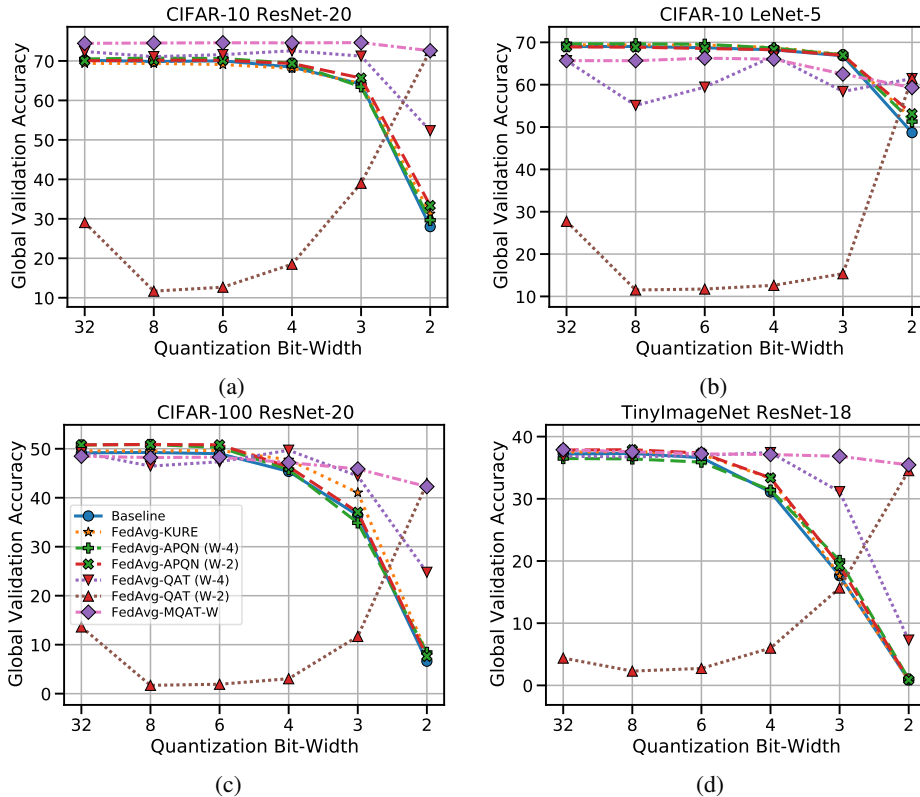 CIFAR-10 ResNet-20
Global Validation Accuracy
70
60
50
40
30
20
10
32 8 6 4 3 2
Quantization Bit-Width
(a)
CIFAR-10 LeNet-5
Global Validation Accuracy
70
60
50
40
30
20
10
32 8 6 4 3 2
Quantization Bit-Width
(b)
CIFAR-100 ResNet-20
Global Validation Accuracy
50
40
30
20
10
0
Baseline
FedAvg-KURE
FedAvg-APQN (W-4)
FedAvg-APQN (W-2)
FedAvg-QAT (W-4)
FedAvg-QAT (W-2)
FedAvg-MQAT-W
32 8 6 4 3 2
Quantization Bit-Width
(c)
TinyImageNet ResNet-18
Global Validation Accuracy
40
30
20
10
0
32 8 6 4 3 2
Quantization Bit-Width
(d)